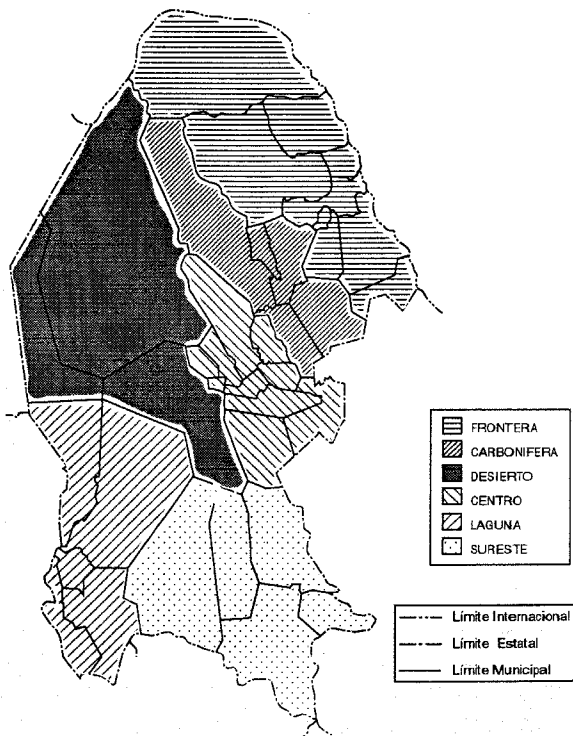 FRONTERA
CARBONIFERA
DESIERTO
CENTRO
LAGUNA
SURESTE
Límite Internacional
Límite Estatal
Límite Municipal